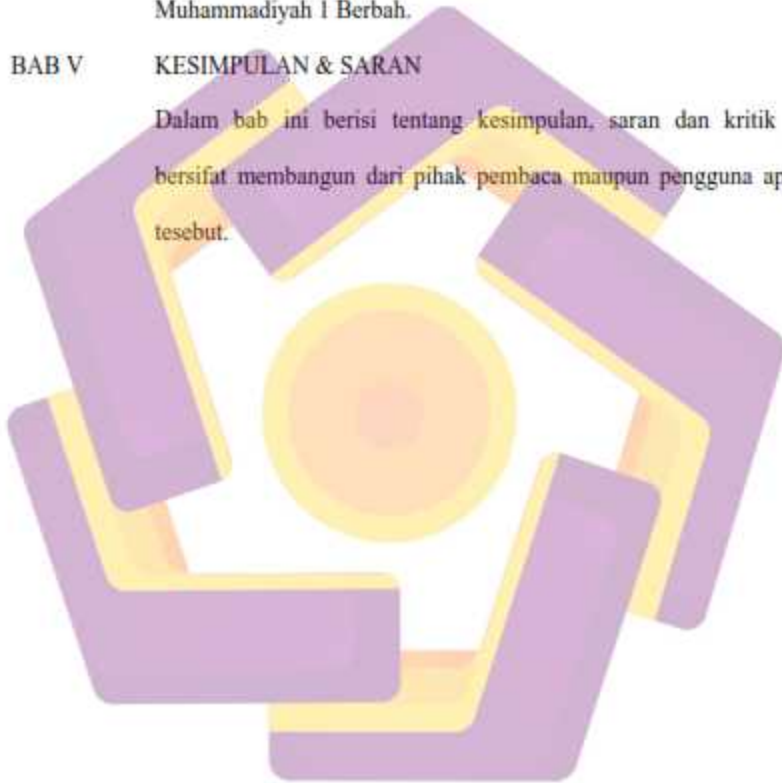 Muhammadiyah 1 Berbah.
BAB V KESIMPULAN & SARAN
Dalam bab ini berisi tentang kesimpulan, saran dan kritik
bersifat membangun dari pihak pembaca maupun pengguna ap
tesebut.